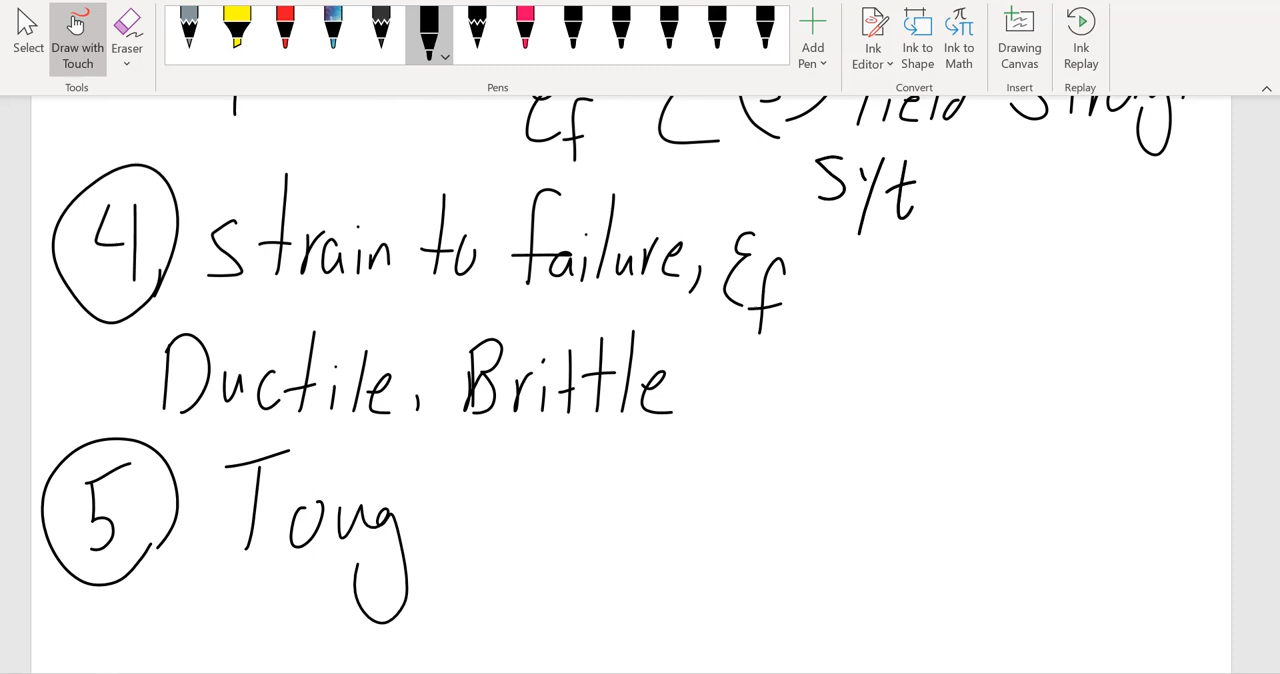 Select
Draw with Touch
Eraser
Tools
Pens
Add Pen
Ink Editor
Ink to Shape
Ink to Math
Convert
Drawing Canvas
Insert
Ink Replay
Replay
εf
Syt
4. Strain to failure, εf
Ductile, Brittle
5. Toug